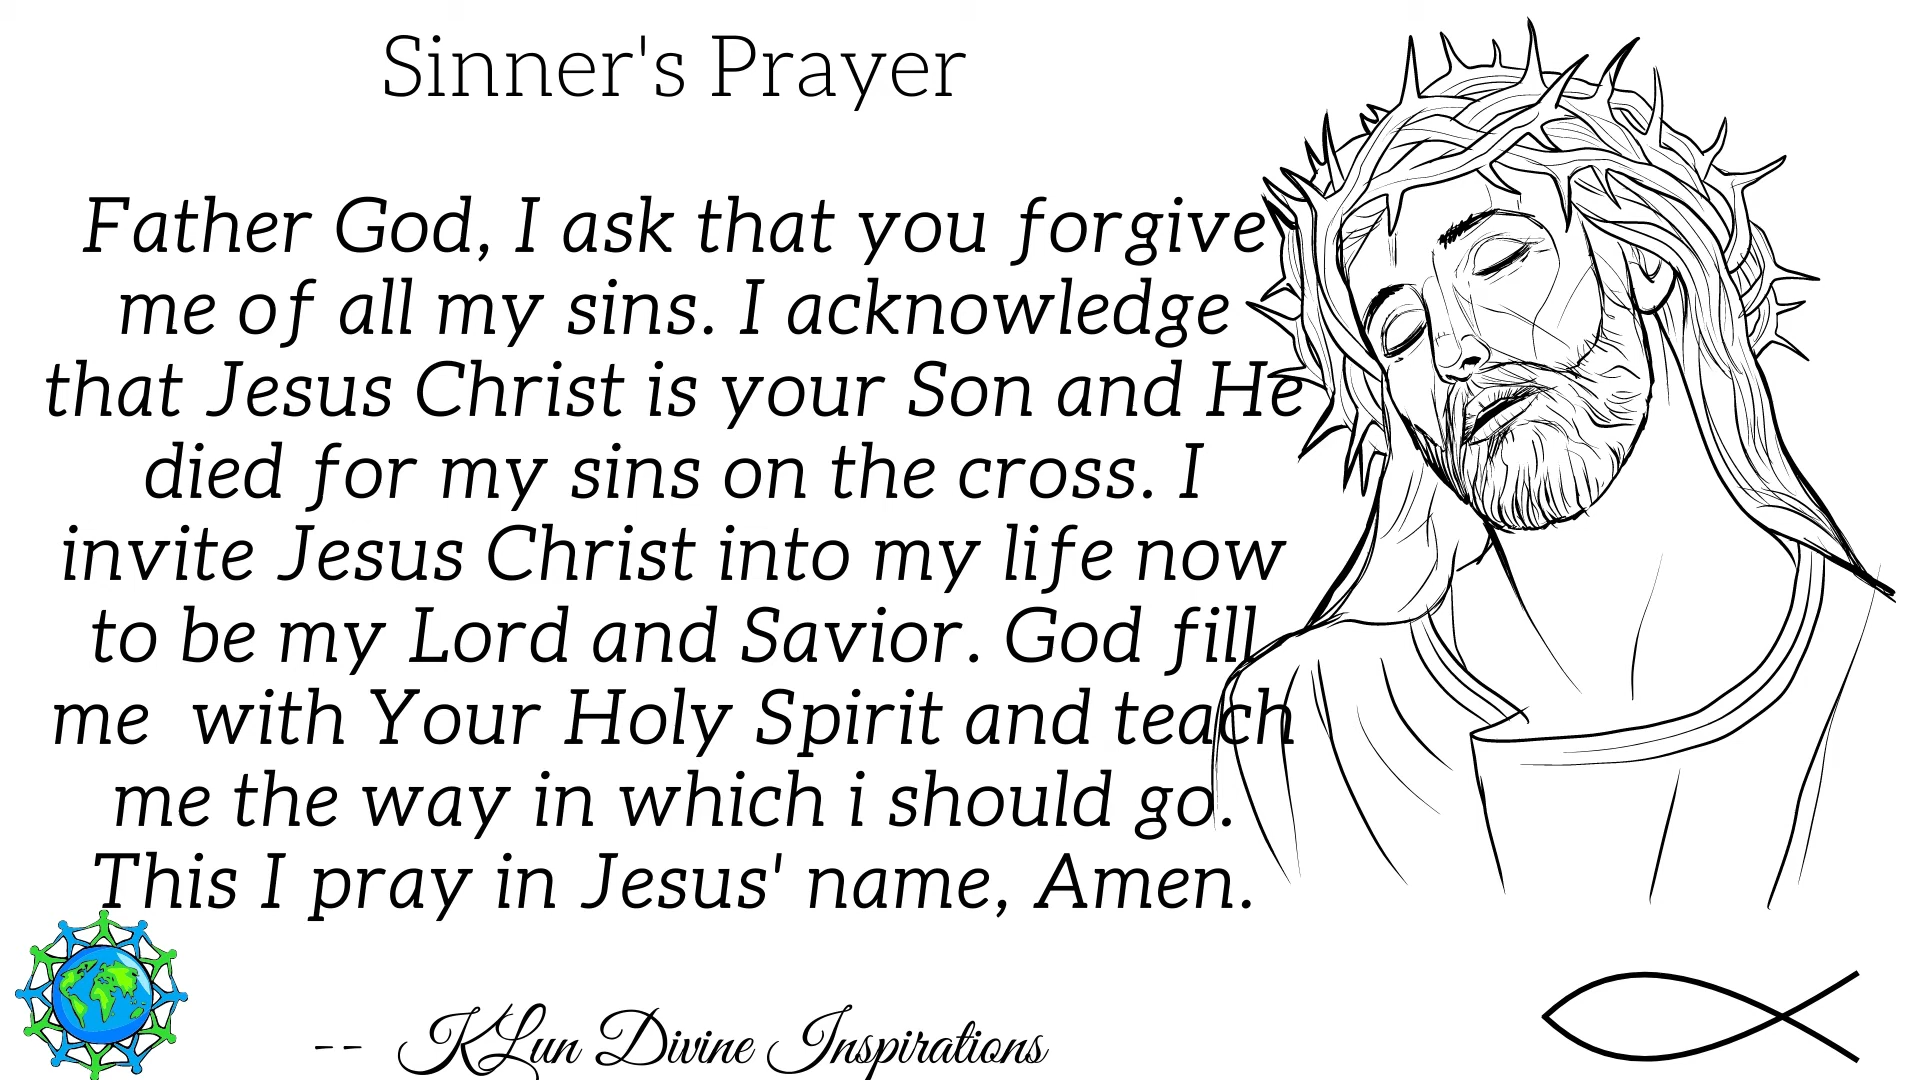 Sinner's Prayer
Father God, I ask that you forgive
me of all my sins. I acknowledge
that Jesus Christ is your Son and He
died for my sins on the cross. I
invite Jesus Christ into my life now
to be my Lord and Savior. God fill
me  with Your Holy Spirit and teach
me the way in which i should go.
This I pray in Jesus' name, Amen.
-- KLun Divine Inspirations